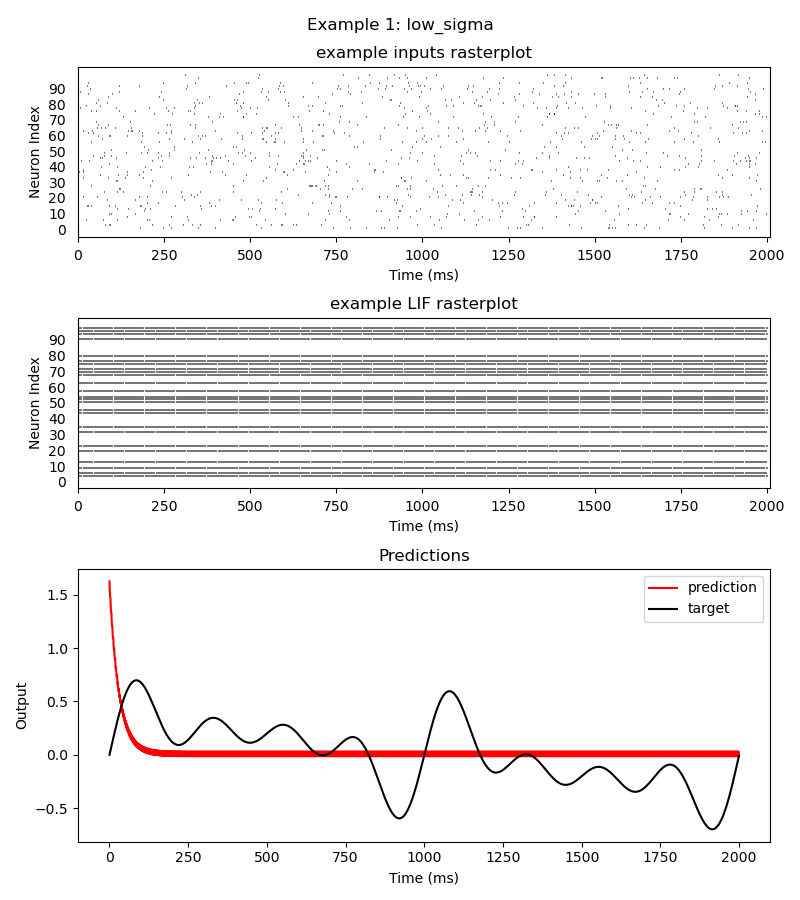 Example 1: low_sigma
example inputs rasterplot
Neuron Index
90
80
70
60
50
40
30
20
10
0
0 250 500 750 1000 1250 1500 1750 2000
Time (ms)
example LIF rasterplot
Neuron Index
90
80
70
60
50
40
30
20
10
0
0 250 500 750 1000 1250 1500 1750 2000
Time (ms)
Predictions
Output
1.5
1.0
0.5
0.0
−0.5
prediction
target
0 250 500 750 1000 1250 1500 1750 2000
Time (ms)